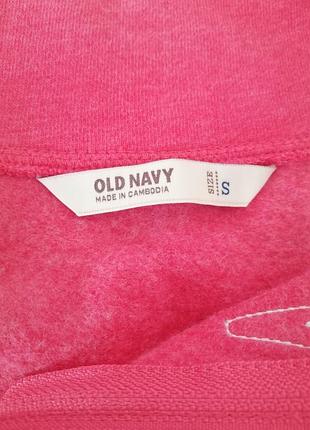 OLD NAVY
MADE IN CAMBODIA
SIZE
S